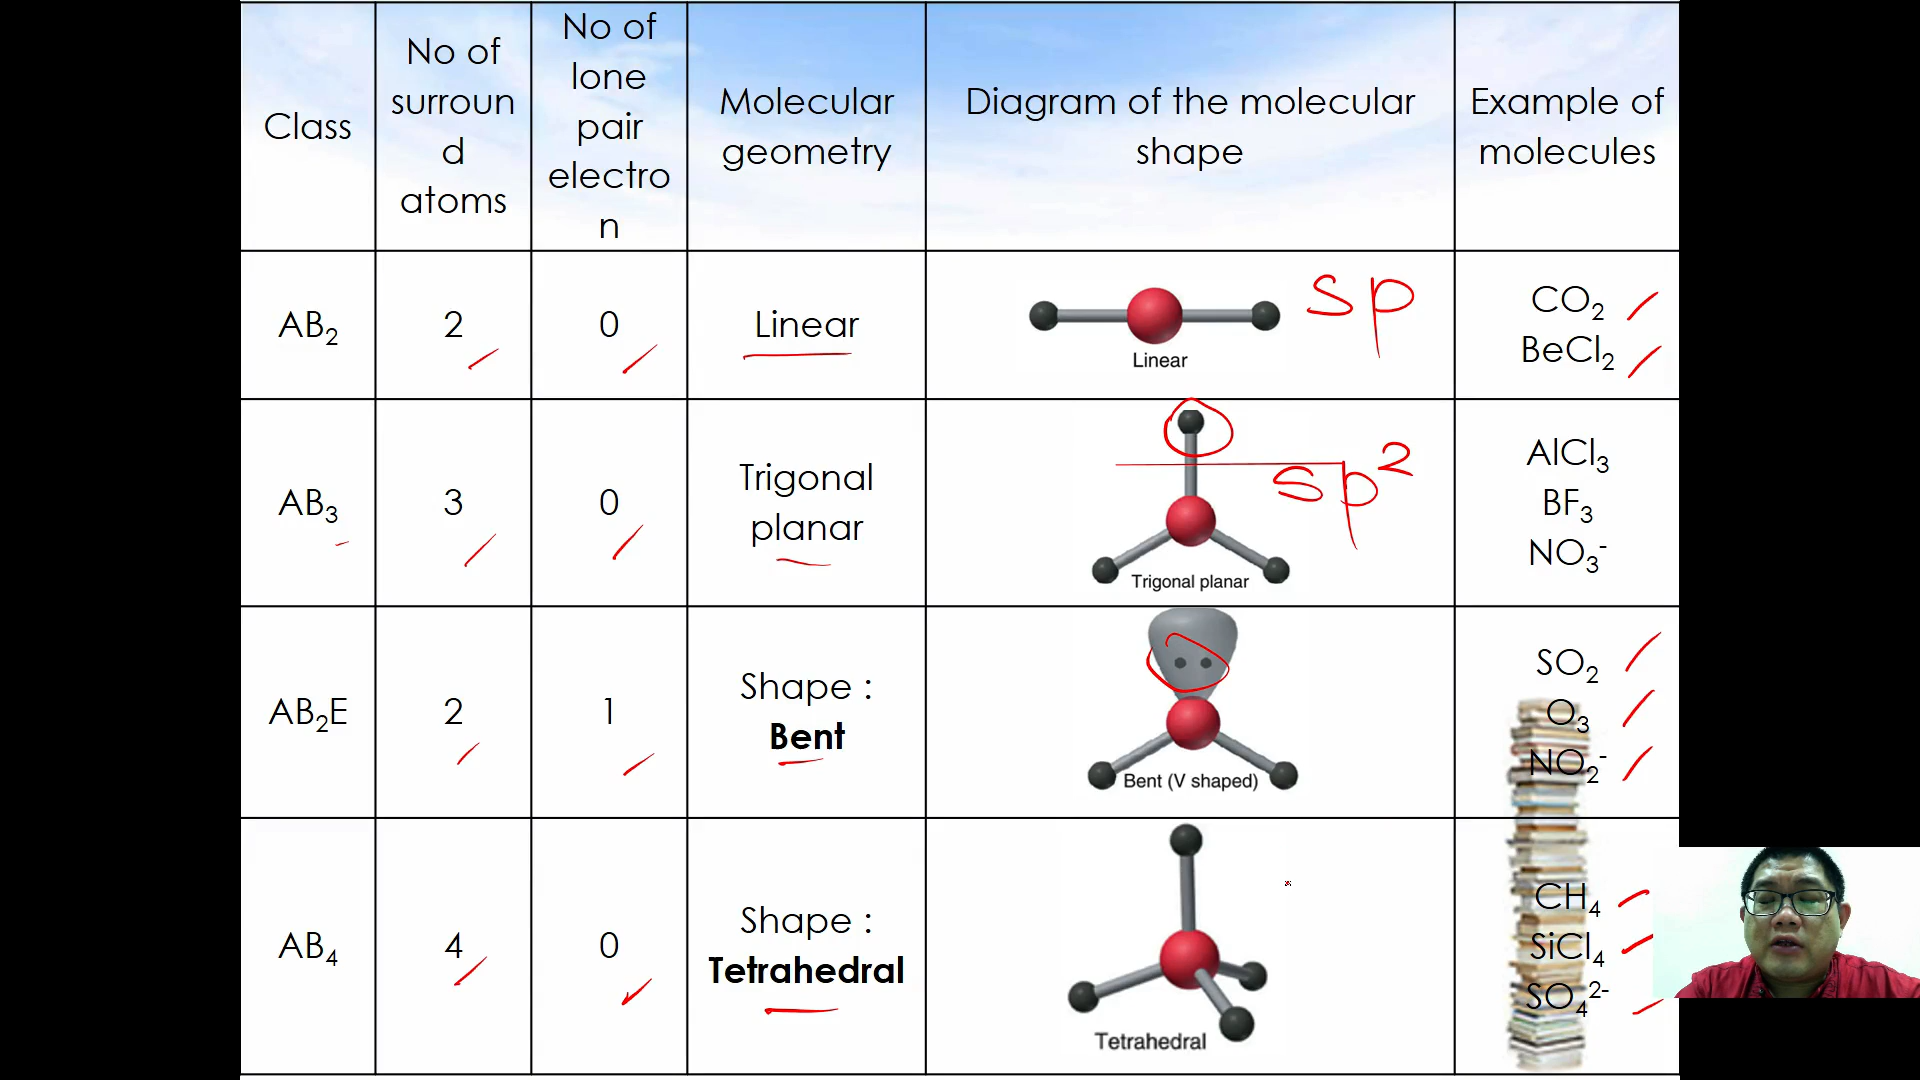 Class
No of
surroun
d
atoms
No of
lone
pair
electro
n
Molecular
geometry
Diagram of the molecular
shape
Example of
molecules
AB₂
2
0
Linear
Linear
sp
CO₂
BeCl₂
AB₃
3
0
Trigonal
planar
sp²
Trigonal planar
AlCl₃
BF₃
NO₃⁻
AB₂E
2
1
Shape :
Bent
Bent (V shaped)
SO₂
O₃
NO₂⁻
AB₄
4
0
Shape :
Tetrahedral
Tetrahedral
CH₄
SiCl₄
SO₄²⁻